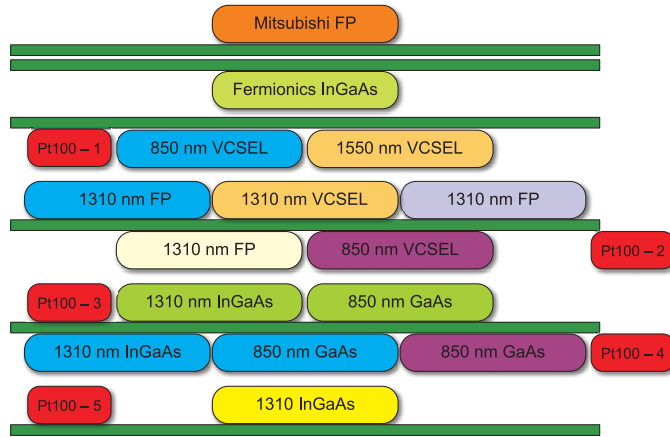 Mitsubishi FP
Fermionics InGaAs
Pt100 – 1 850 nm VCSEL 1550 nm VCSEL
1310 nm FP 1310 nm VCSEL 1310 nm FP
1310 nm FP 850 nm VCSEL Pt100 – 2
Pt100 – 3 1310 nm InGaAs 850 nm GaAs
1310 nm InGaAs 850 nm GaAs 850 nm GaAs Pt100 – 4
Pt100 – 5 1310 InGaAs